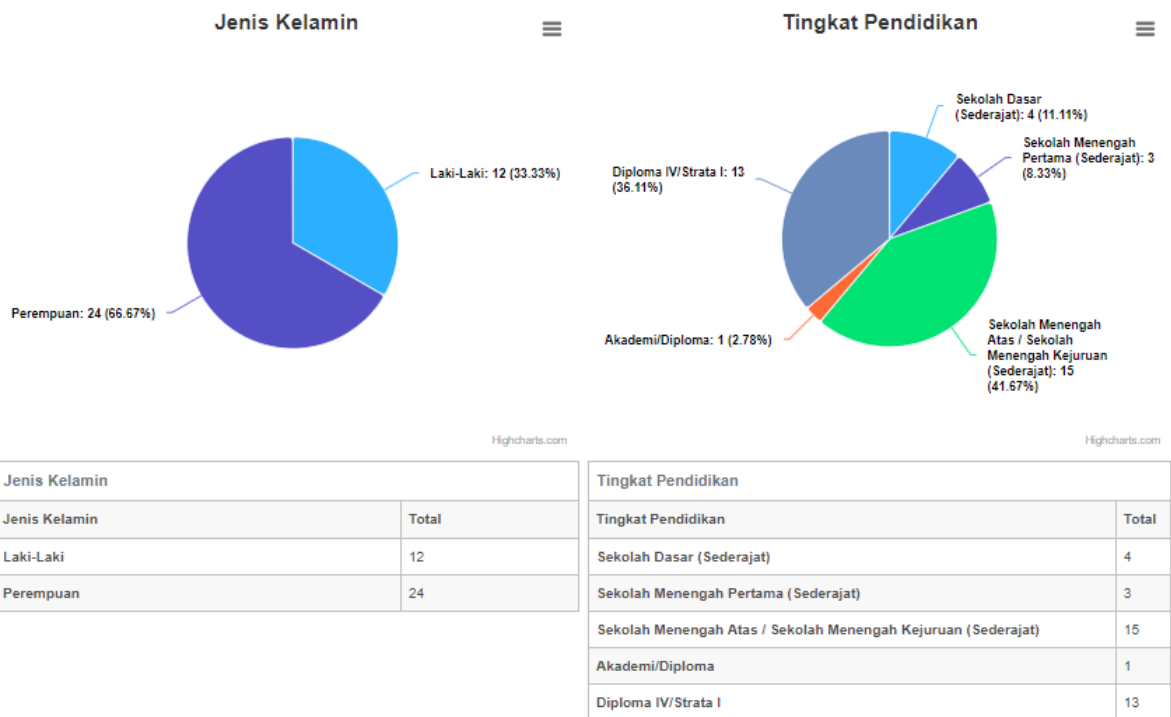 Jenis Kelamin
Laki-Laki: 12 (33.33%)
Perempuan: 24 (66.67%)
Highcharts.com
Tingkat Pendidikan
Sekolah Dasar
(Sederajat): 4 (11.11%)
Sekolah Menengah
Pertama (Sederajat): 3
(8.33%)
Diploma IV/Strata I: 13
(36.11%)
Akademi/Diploma: 1 (2.78%)
Sekolah Menengah
Atas / Sekolah
Menengah Kejuruan
(Sederajat): 15
(41.67%)
Highcharts.com
Jenis Kelamin
Jenis Kelamin Total
Laki-Laki 12
Perempuan 24
Tingkat Pendidikan
Tingkat Pendidikan Total
Sekolah Dasar (Sederajat) 4
Sekolah Menengah Pertama (Sederajat) 3
Sekolah Menengah Atas / Sekolah Menengah Kejuruan (Sederajat) 15
Akademi/Diploma 1
Diploma IV/Strata I 13